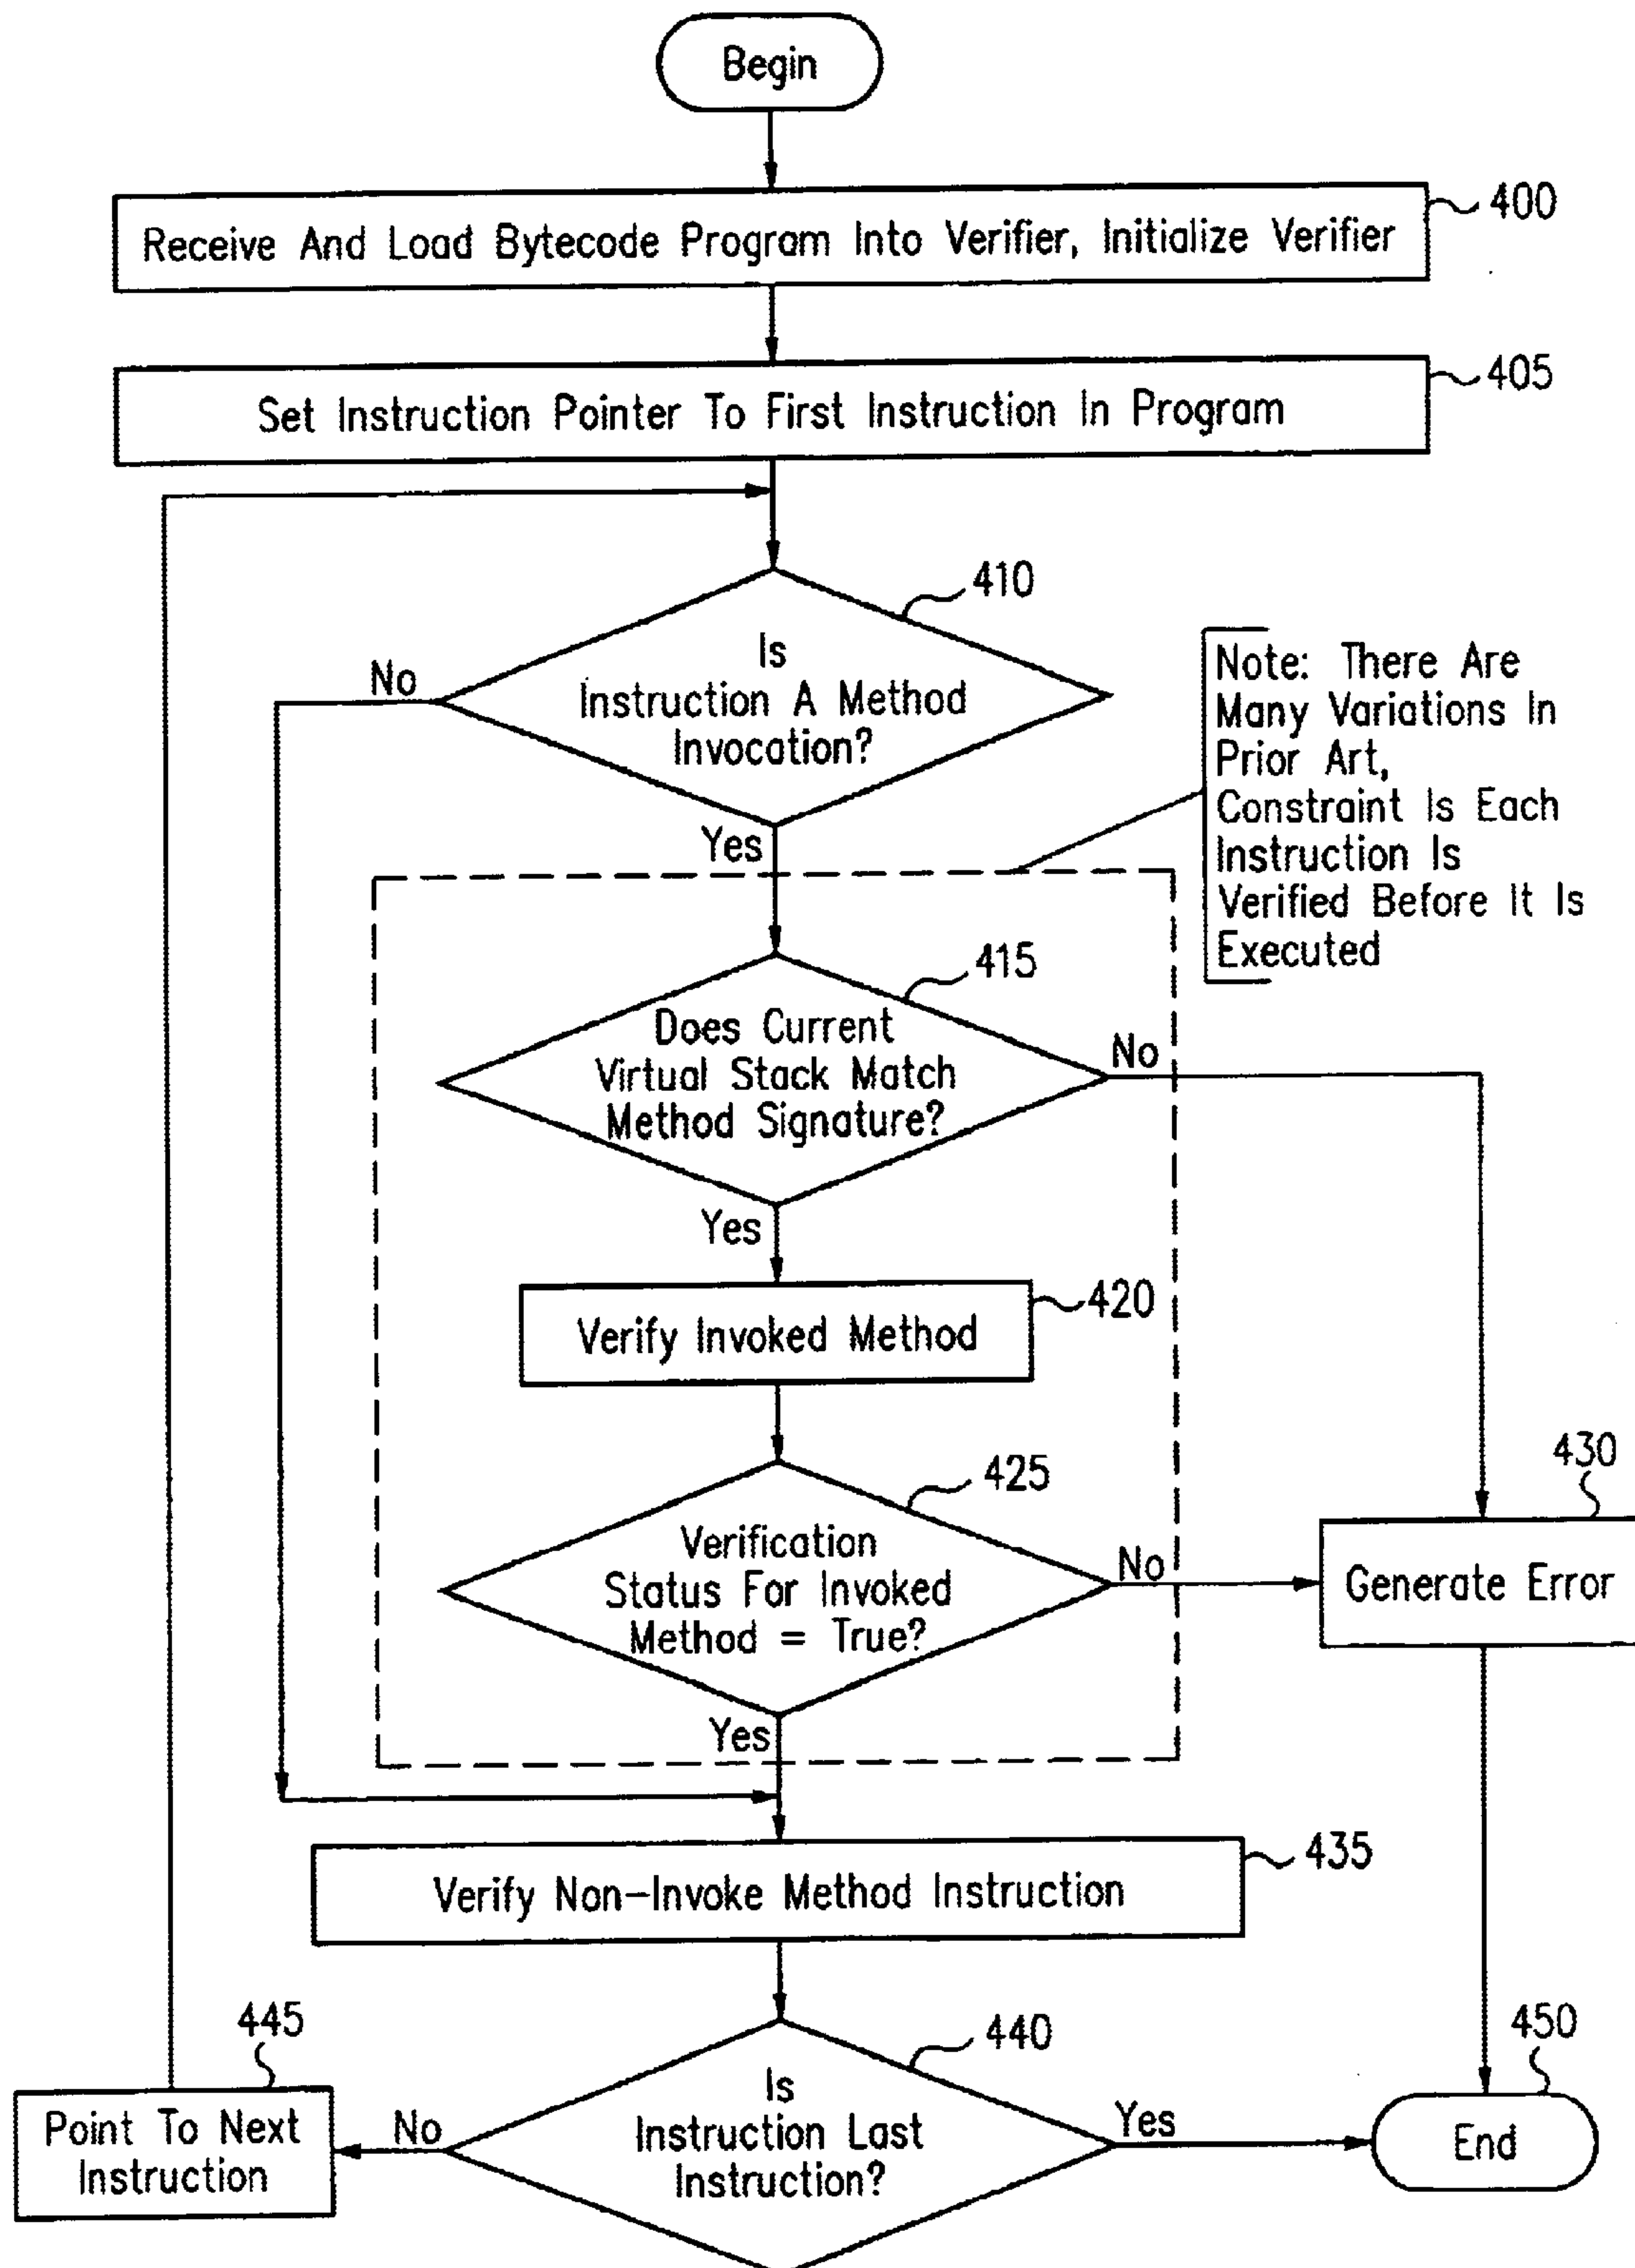 Begin
Receive And Load Bytecode Program Into Verifier, Initialize Verifier
400
Set Instruction Pointer To First Instruction In Program
405
410
Is
Instruction A Method
Invocation?
No
Yes
Note: There Are
Many Variations In
Prior Art,
Constraint Is Each
Instruction Is
Verified Before It Is
Executed
415
Does Current
Virtual Stack Match
Method Signature?
No
Yes
Verify Invoked Method
420
425
Verification
Status For Invoked
Method = True?
No
Yes
430
Generate Error
Verify Non-Invoke Method Instruction
435
440
Is
Instruction Last
Instruction?
No
Yes
445
Point To Next
Instruction
450
End